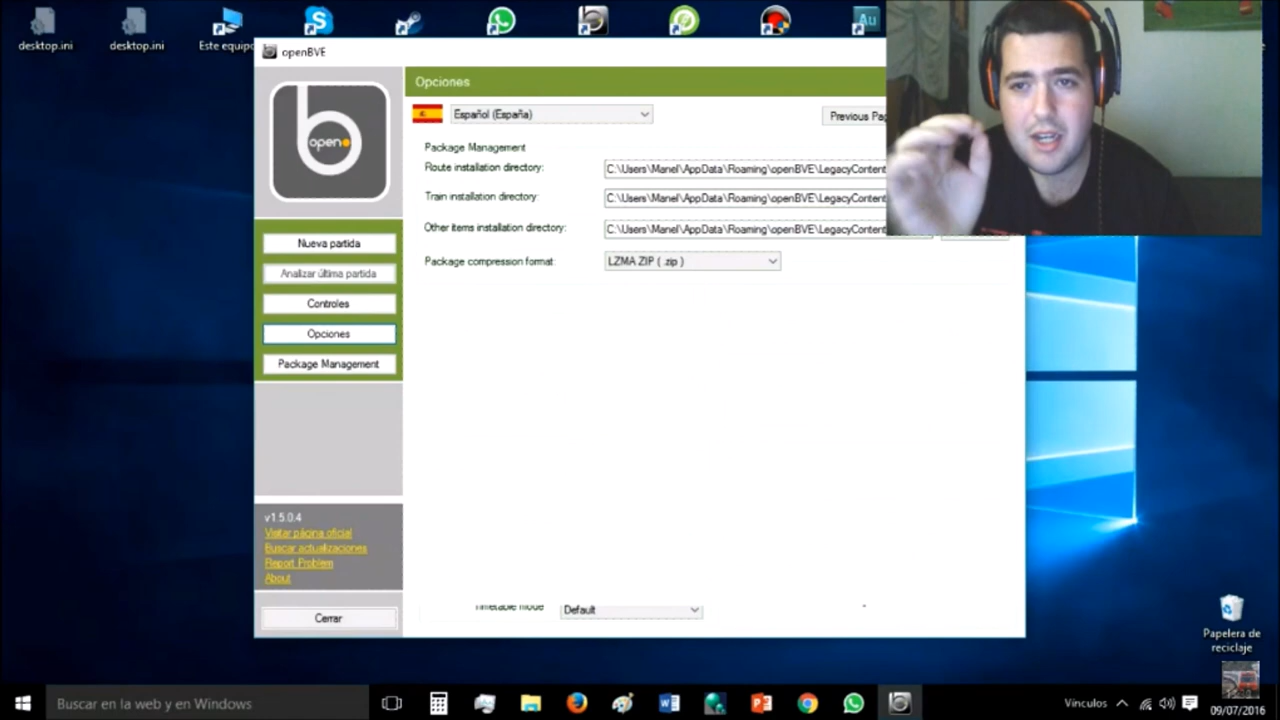 desktop.ini
desktop.ini
Este equipo
Au
openBVE
Opciones
open
Español (España)
Previous Pag
Package Management
Route installation directory:
C:\Users\Manel\AppData\Roaming\openBVE\LegacyContent
Train installation directory:
C:\Users\Manel\AppData\Roaming\openBVE\LegacyContent
Other items installation directory:
C:\Users\Manel\AppData\Roaming\openBVE\LegacyContent
Package compression format:
LZMA ZIP ( .zip )
Nueva partida
Analizar última partida
Controles
Opciones
Package Management
v1.5.0.4
Visitar página oficial
Buscar actualizaciones
Report Problem
About
Cerrar
Timetable mode
Default
Papelera de
reciclaje
Buscar en la web y en Windows
Vínculos
09/07/2016